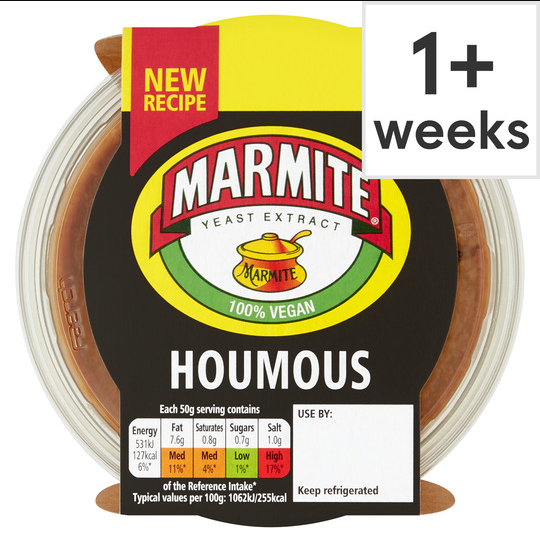 1+
weeks
NEW
RECIPE
MARMITE®
YEAST EXTRACT
MARMITE
100% VEGAN
HOUMOUS
Each 50g serving contains
Energy Fat Saturates Sugars Salt
531kJ 7.6g 0.8g 0.7g 1.0g
127kcal Med Med Low High
6%* 11%* 4%* 1%* 17%*
of the Reference Intake*
Typical values per 100g: 1062kJ/255kcal
USE BY:
Keep refrigerated